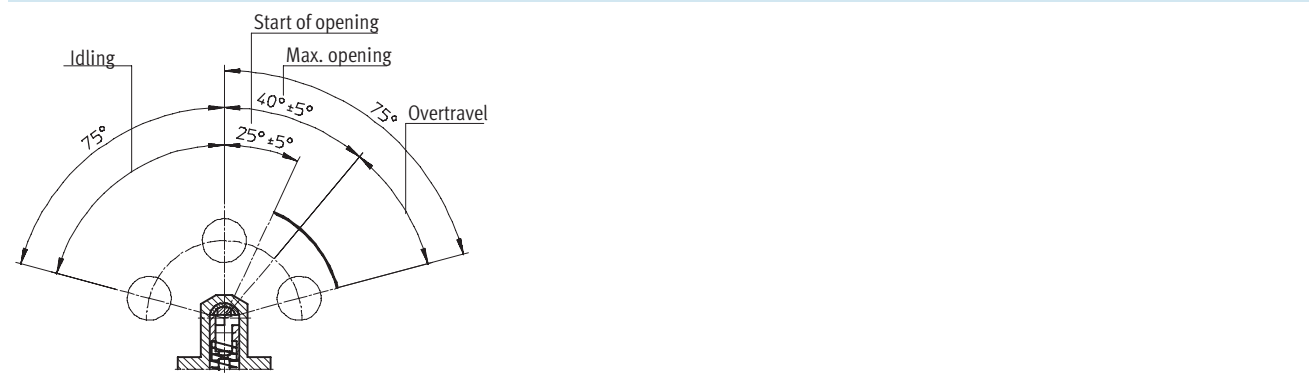 Start of opening
Idling
Max. opening
40°±5°
75°
75°
Overtravel
25°±5°